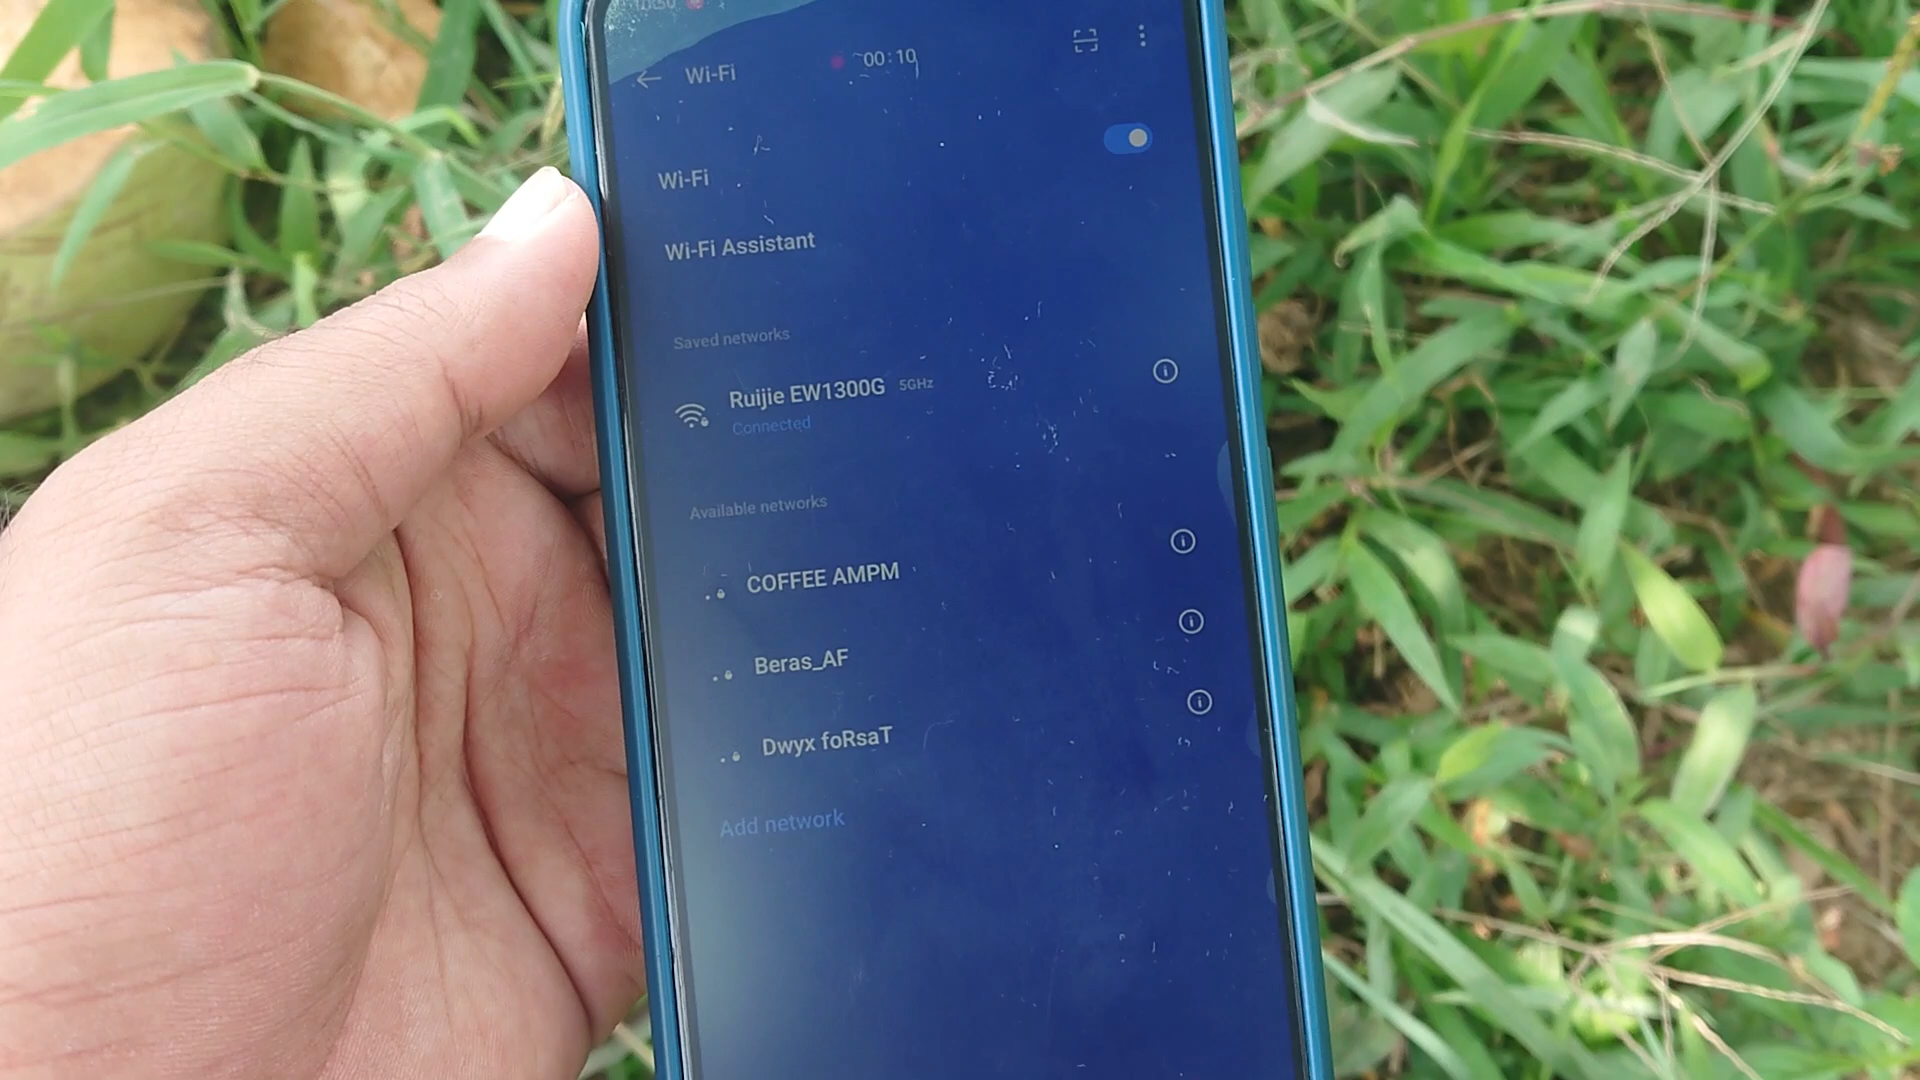 00:10
Wi-Fi
Wi-Fi
Wi-Fi Assistant
Saved networks
Ruijie EW1300G 5GHz
Connected
Available networks
COFFEE AMPM
Beras_AF
Dwyx foRsaT
Add network